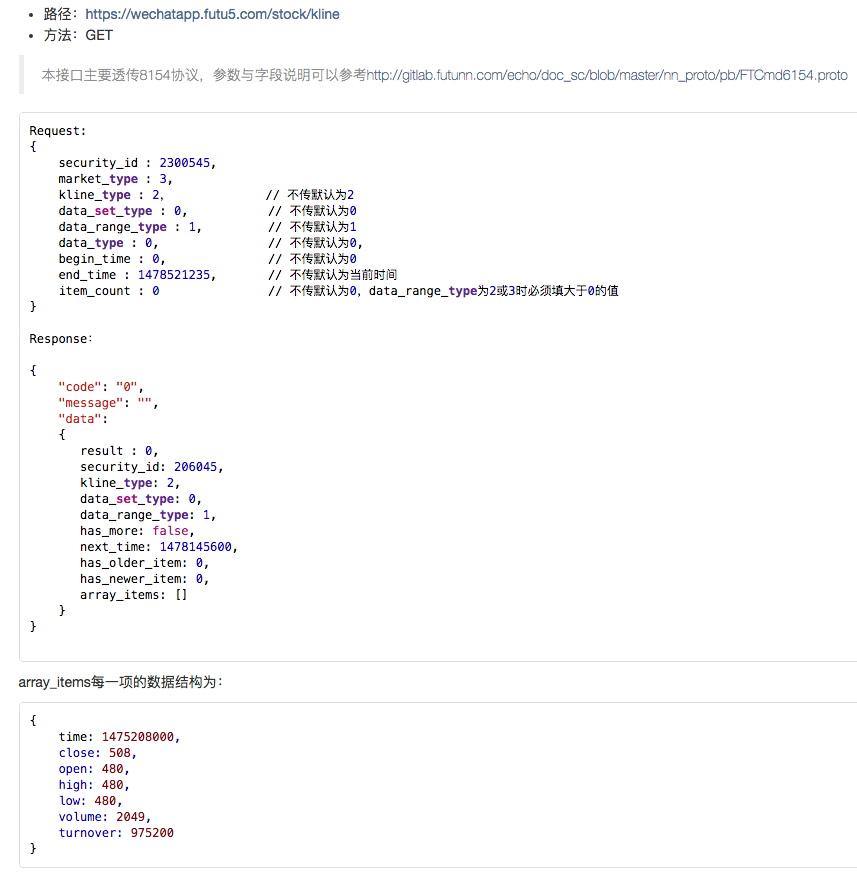 • 路径：https://wechatapp.futu5.com/stock/kline
• 方法：GET
本接口主要透传8154协议，参数与字段说明可以参考http://gitlab.futunn.com/echo/doc_sc/blob/master/nn_proto/pb/FTCmd6154.proto
Request:
{
    security_id : 2300545,
    market_type : 3,
    kline_type : 2,              // 不传默认为2
    data_set_type : 0,           // 不传默认为0
    data_range_type : 1,         // 不传默认为1
    data_type : 0,               // 不传默认为0,
    begin_time : 0,              // 不传默认为0
    end_time : 1478521235,       // 不传默认为当前时间
    item_count : 0               // 不传默认为0，data_range_type为2或3时必须填大于0的值
}
Response：
{
    "code": "0",
    "message": "",
    "data":
    {
       result : 0,
       security_id: 206045,
       kline_type: 2,
       data_set_type: 0,
       data_range_type: 1,
       has_more: false,
       next_time: 1478145600,
       has_older_item: 0,
       has_newer_item: 0,
       array_items: []
    }
}
array_items每一项的数据结构为：
{
    time: 1475208000,
    close: 508,
    open: 480,
    high: 480,
    low: 480,
    volume: 2049,
    turnover: 975200
}